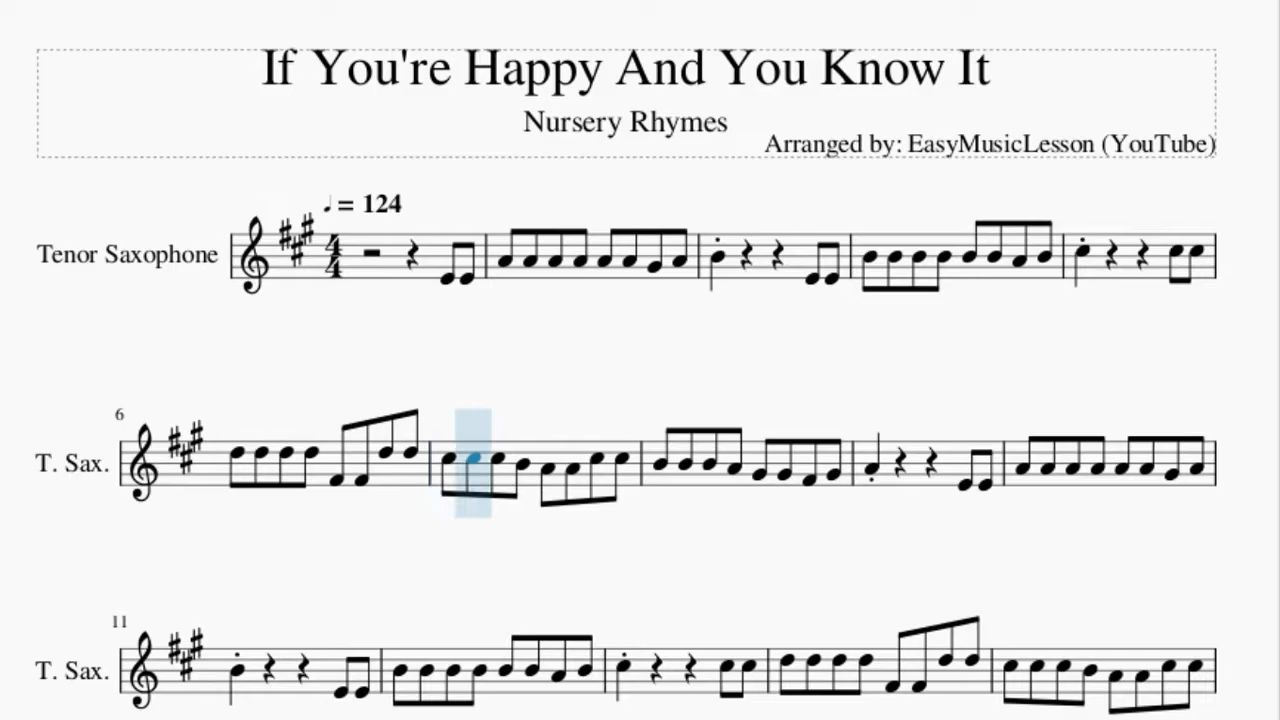 If You're Happy And You Know It
Nursery Rhymes
Arranged by: EasyMusicLesson (YouTube)
♩ = 124
Tenor Saxophone
4
4
6
T. Sax.
11
T. Sax.